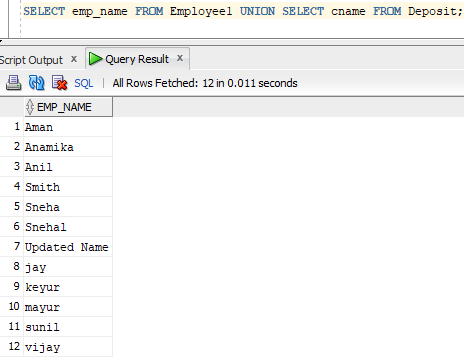 SELECT emp_name FROM Employee1 UNION SELECT cname FROM Deposit;
Script Output x Query Result x
SQL | All Rows Fetched: 12 in 0.011 seconds
EMP_NAME
1 Aman
2 Anamika
3 Anil
4 Smith
5 Sneha
6 Snehal
7 Updated Name
8 jay
9 keyur
10 mayur
11 sunil
12 vijay